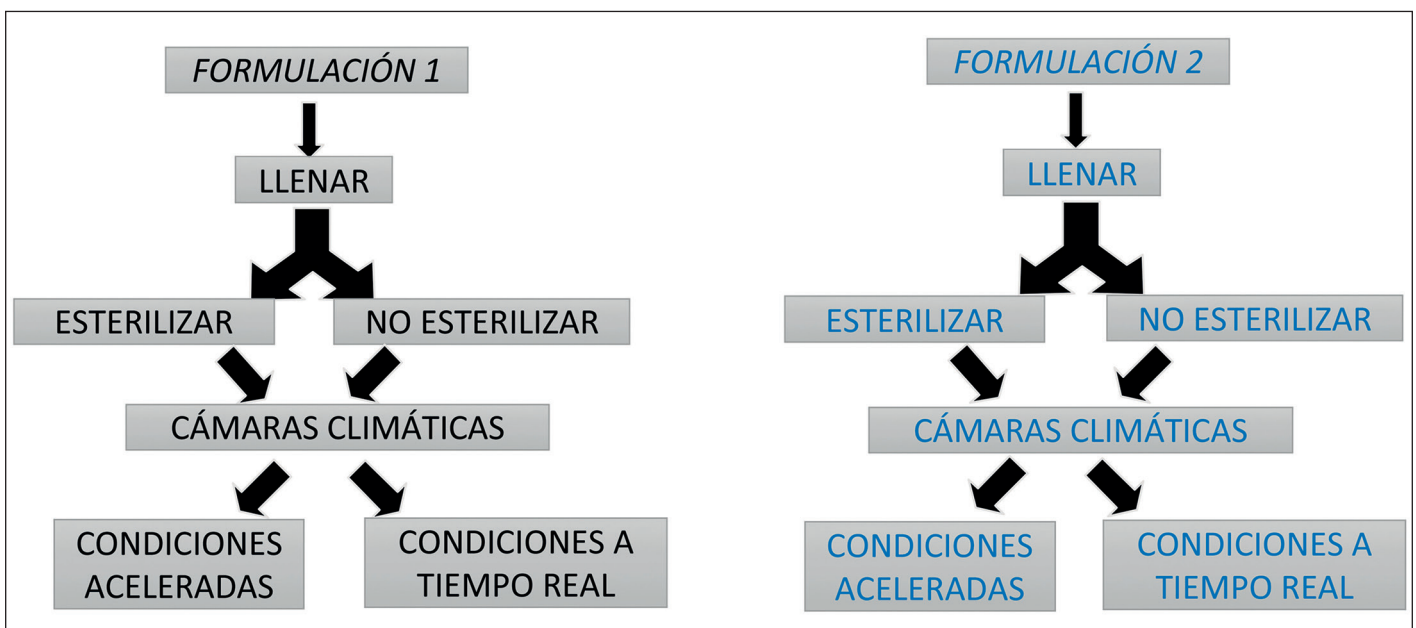 FORMULACIÓN 1
LLENAR
ESTERILIZAR
NO ESTERILIZAR
CÁMARAS CLIMÁTICAS
CONDICIONES
ACELERADAS
CONDICIONES A
TIEMPO REAL
FORMULACIÓN 2
LLENAR
ESTERILIZAR
NO ESTERILIZAR
CÁMARAS CLIMÁTICAS
CONDICIONES
ACELERADAS
CONDICIONES A
TIEMPO REAL